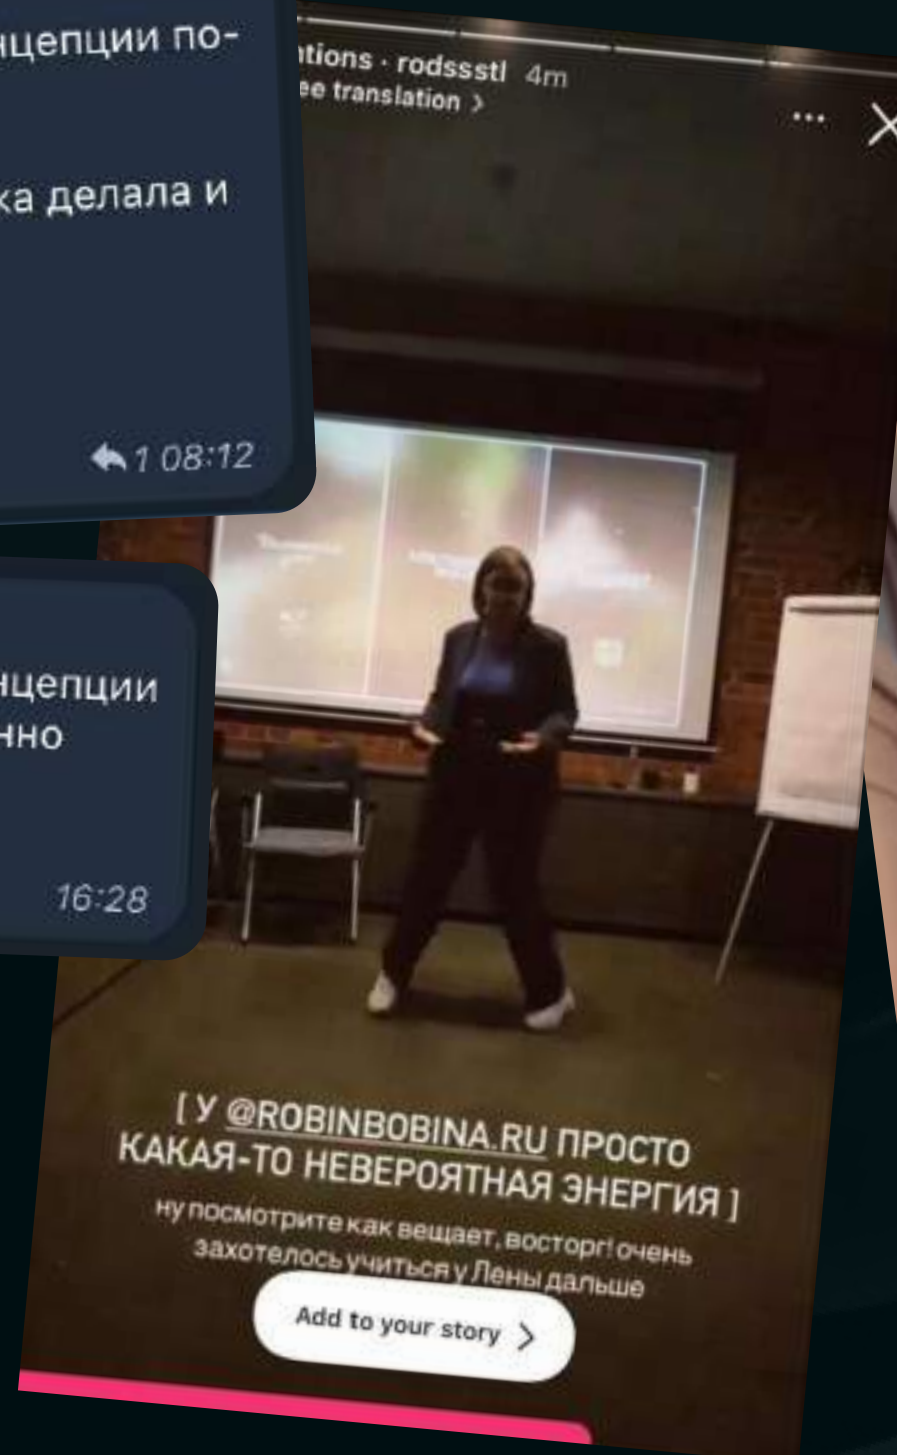 нцепции по-
ка делала и
1 08:12
нцепции
нно
16:28
tions · rodssstl 4m
ee translation >
[ У @ROBINBOBINA.RU ПРОСТО
КАКАЯ-ТО НЕВЕРОЯТНАЯ ЭНЕРГИЯ ]
ну посмотрите как вещает, восторг! очень
захотелось учиться у Лены дальше
Add to your story >